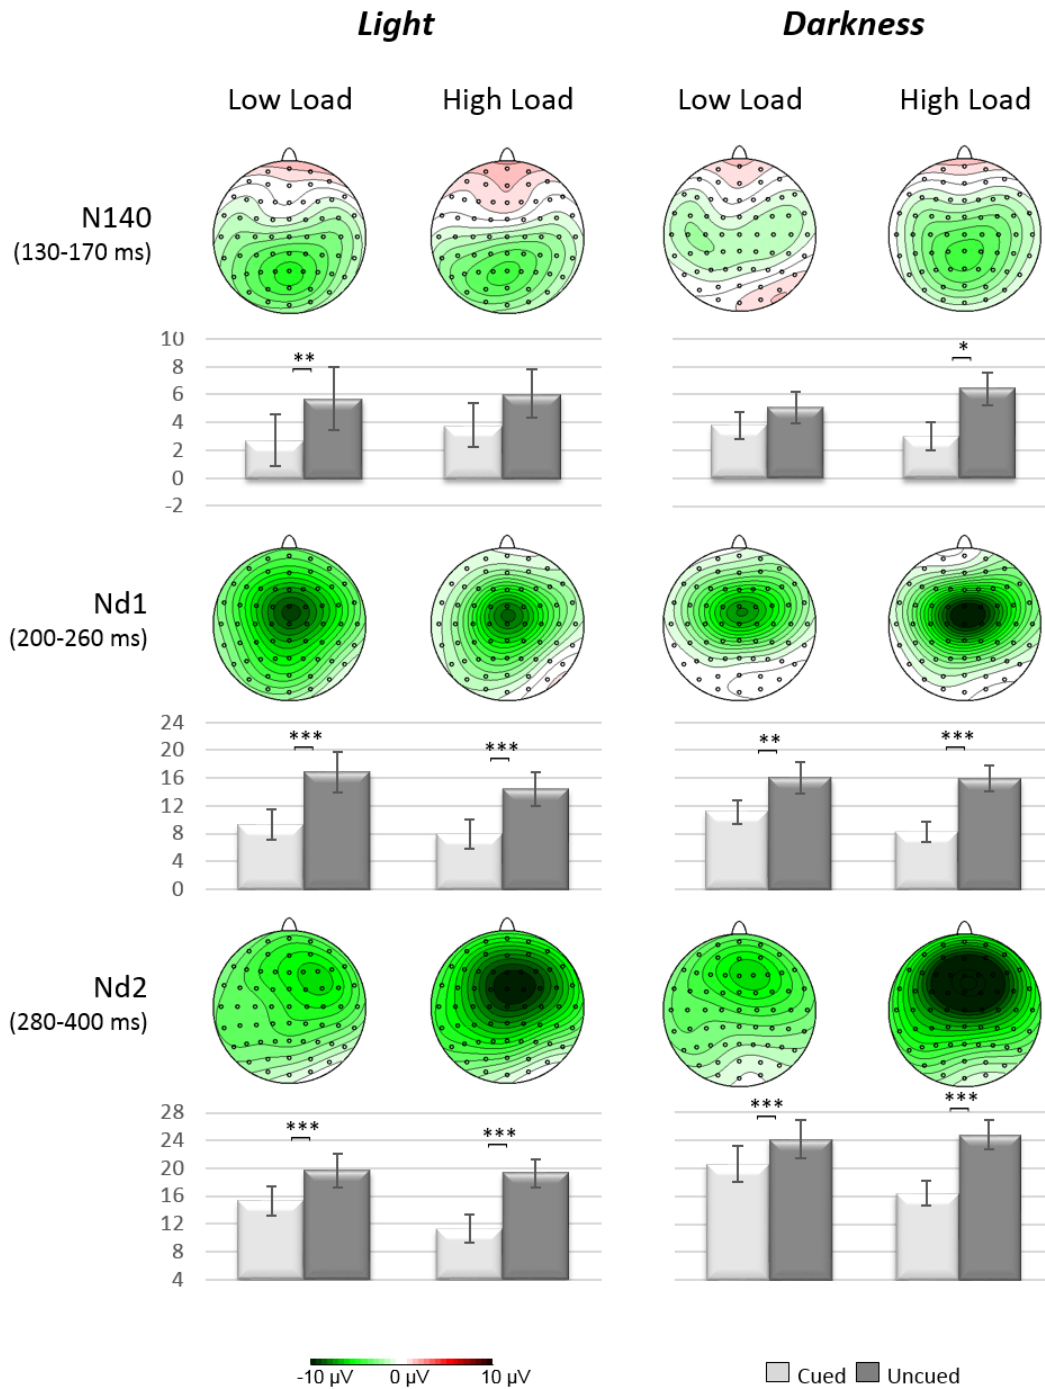 Light Darkness
Low Load High Load Low Load High Load
N140
(130-170 ms)
10
8
6
4
2
0
-2
**
*
Nd1
(200-260 ms)
24
20
16
12
8
4
0
*** *** ** ***
Nd2
(280-400 ms)
28
24
20
16
12
8
4
*** *** *** ***
-10 µV 0 µV 10 µV
Cued Uncued